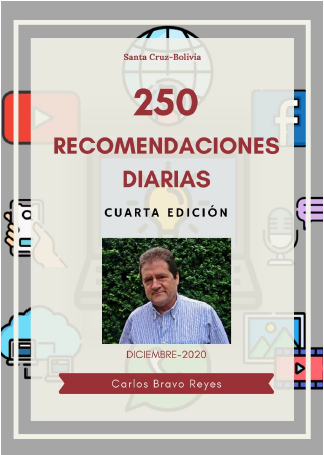 Santa Cruz-Bolivia
250
RECOMENDACIONES
DIARIAS
CUARTA EDICIÓN
DICIEMBRE-2020
Carlos Bravo Reyes